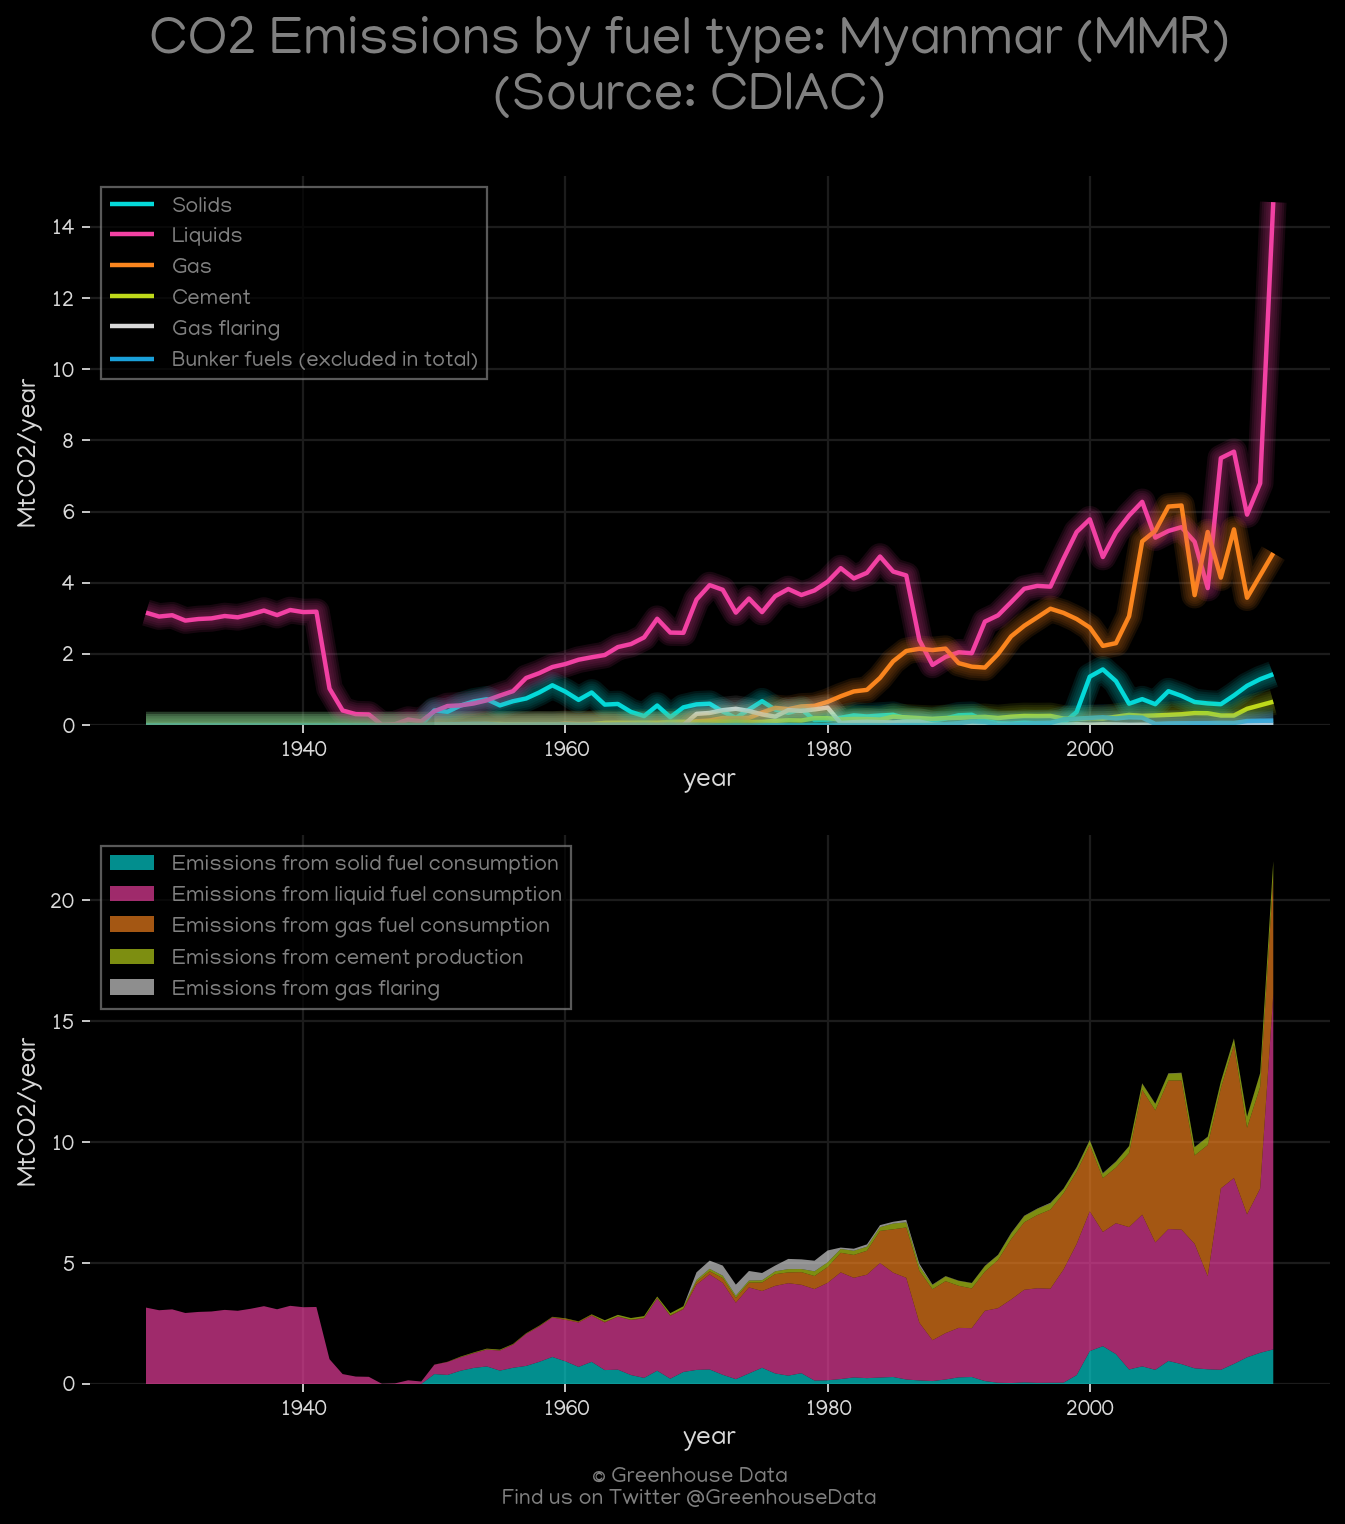 CO2 Emissions by fuel type: Myanmar (MMR)
(Source: CDIAC)
Solids
Liquids
Gas
Cement
Gas flaring
Bunker fuels (excluded in total)
MtCO2/year
14
12
10
8
6
4
2
0
1940
1960
1980
2000
year
Emissions from solid fuel consumption
Emissions from liquid fuel consumption
Emissions from gas fuel consumption
Emissions from cement production
Emissions from gas flaring
MtCO2/year
20
15
10
5
0
1940
1960
1980
2000
year
© Greenhouse Data
Find us on Twitter @GreenhouseData